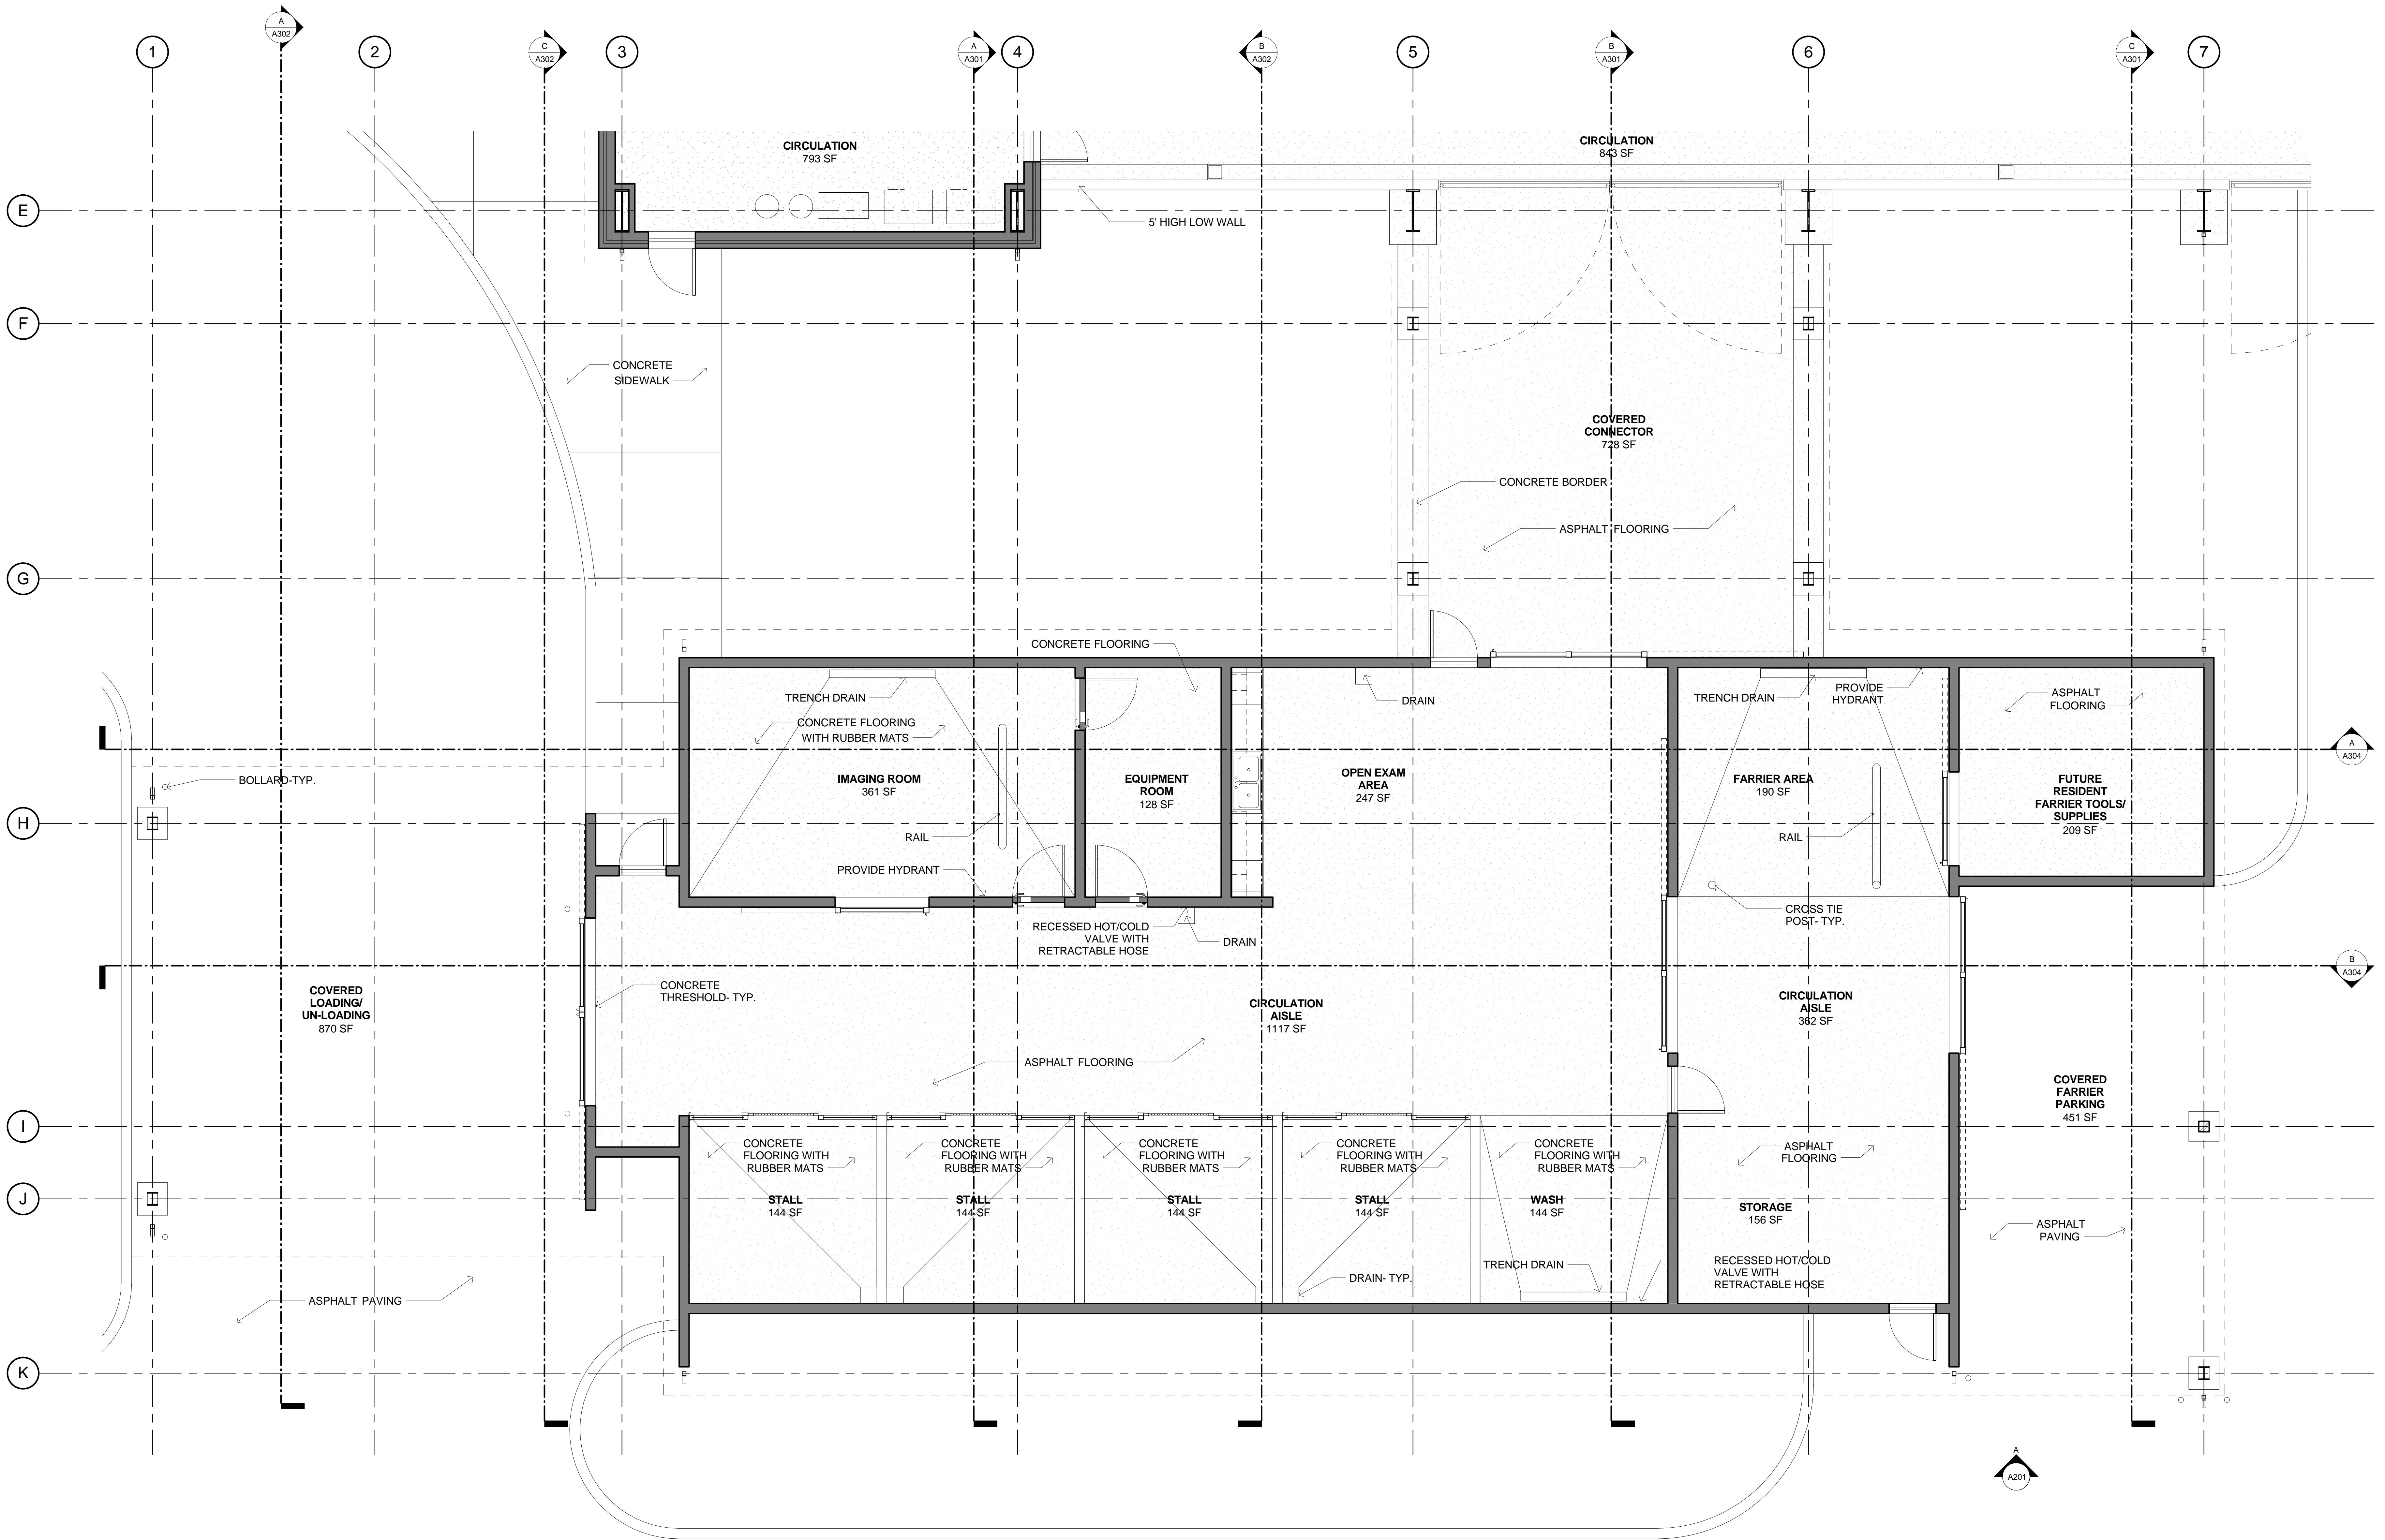 A
A302
C
A302
A
A301
B
A302
B
A301
C
A301
1
2
3
4
5
6
7
CIRCULATION
793 SF
CIRCULATION
843 SF
E
5' HIGH LOW WALL
F
CONCRETE
SIDEWALK
COVERED
CONNECTOR
728 SF
CONCRETE BORDER
ASPHALT FLOORING
G
CONCRETE FLOORING
TRENCH DRAIN
CONCRETE FLOORING
WITH RUBBER MATS
DRAIN
TRENCH DRAIN
PROVIDE
HYDRANT
ASPHALT
FLOORING
A
A304
BOLLARD-TYP.
IMAGING ROOM
361 SF
EQUIPMENT
ROOM
128 SF
OPEN EXAM
AREA
247 SF
FARRIER AREA
190 SF
FUTURE
RESIDENT
FARRIER TOOLS/
SUPPLIES
209 SF
H
RAIL
RAIL
PROVIDE HYDRANT
CROSS TIE
POST- TYP.
RECESSED HOT/COLD
VALVE WITH
RETRACTABLE HOSE
DRAIN
B
A304
COVERED
LOADING/
UN-LOADING
870 SF
CONCRETE
THRESHOLD- TYP.
CIRCULATION
AISLE
1117 SF
CIRCULATION
AISLE
362 SF
ASPHALT FLOORING
COVERED
FARRIER
PARKING
451 SF
I
CONCRETE
FLOORING WITH
RUBBER MATS
CONCRETE
FLOORING WITH
RUBBER MATS
CONCRETE
FLOORING WITH
RUBBER MATS
CONCRETE
FLOORING WITH
RUBBER MATS
CONCRETE
FLOORING WITH
RUBBER MATS
ASPHALT
FLOORING
J
STALL
144 SF
STALL
144 SF
STALL
144 SF
STALL
144 SF
WASH
144 SF
STORAGE
156 SF
ASPHALT
PAVING
TRENCH DRAIN
RECESSED HOT/COLD
VALVE WITH
RETRACTABLE HOSE
DRAIN- TYP.
ASPHALT PAVING
K
A
A201